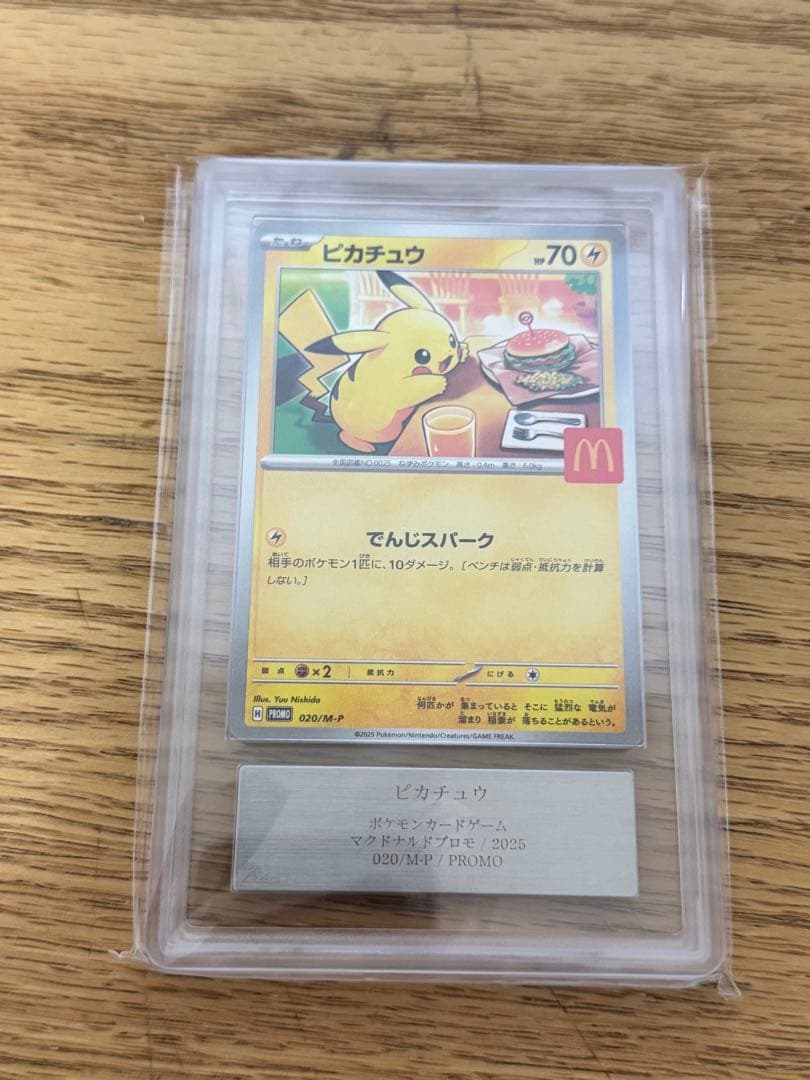 たね ピカチュウ HP 70
全国図鑑NO.0025 ねずみポケモン 高さ:0.4m 重さ:6.0kg
でんじスパーク
相手のポケモン1匹に、10ダメージ。[ベンチは弱点・抵抗力を計算
しない。]
弱点 ×2 抵抗力 にげる
Illus. Yuu Nishida
H PROMO 020/M-P
何匹かが 集まっていると そこに 猛烈な 電気が
溜まり 稲妻が 落ちることがあるという。
©2025 Pokémon/Nintendo/Creatures/GAME FREAK.
ピカチュウ
ポケモンカードゲーム
マクドナルドプロモ / 2025
020/M-P / PROMO